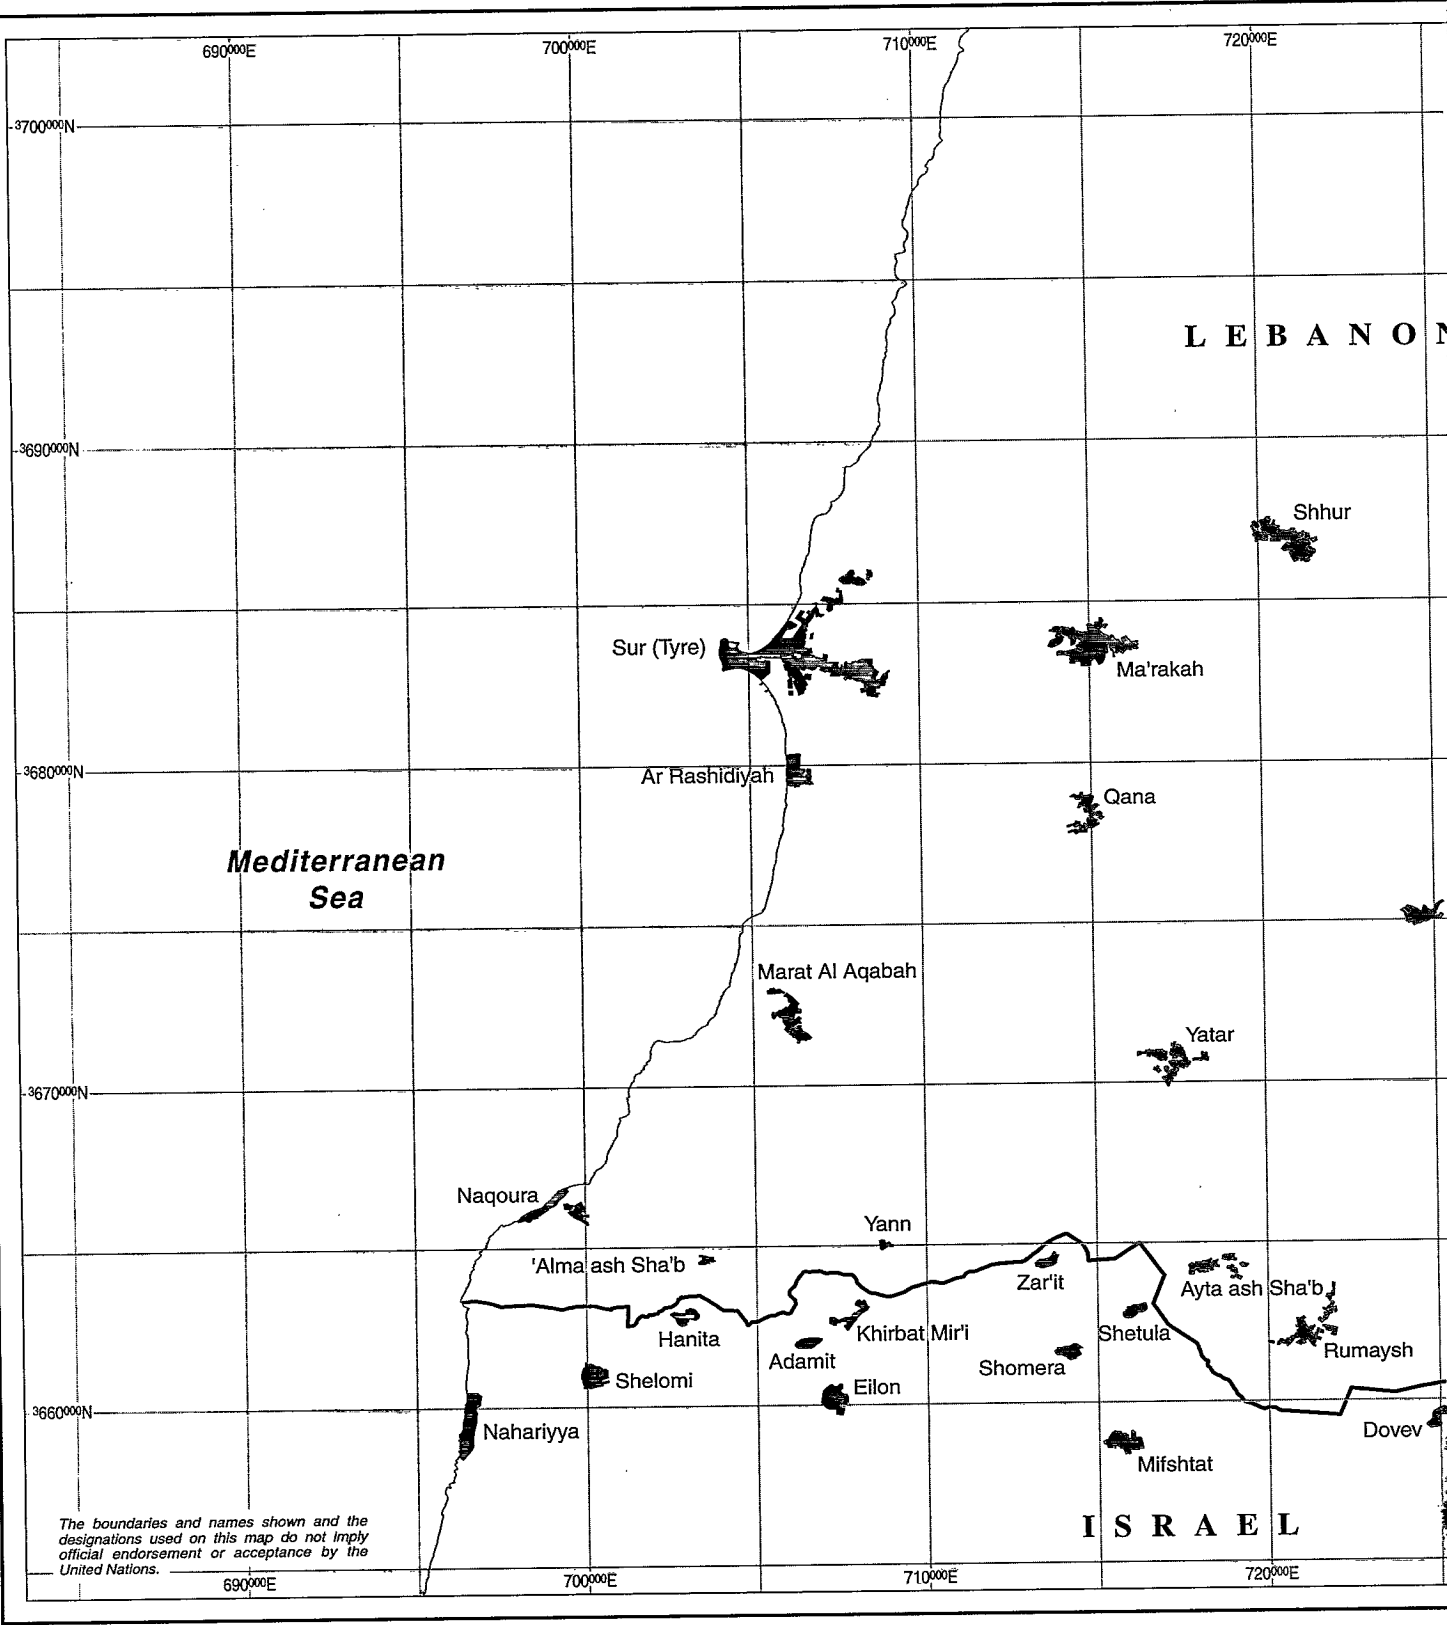 690000E 700000E 710000E 720000E
3700000N
LEBANON
3690000N
Shhur
Sur (Tyre)
Ma'rakah
3680000N
Ar Rashidiyah
Qana
Mediterranean
Sea
Marat Al Aqabah
Yatar
3670000N
Naqoura
Yann
'Alma ash Sha'b
Zar'it
Ayta ash Sha'b
Hanita
Khirbat Mir'i
Shetula
Rumaysh
Adamit
Shomera
Shelomi
Eilon
3660000N
Nahariyya
Dovev
Mifshtat
ISRAEL
The boundaries and names shown and the
designations used on this map do not imply
official endorsement or acceptance by the
United Nations.
690000E 700000E 710000E 720000E